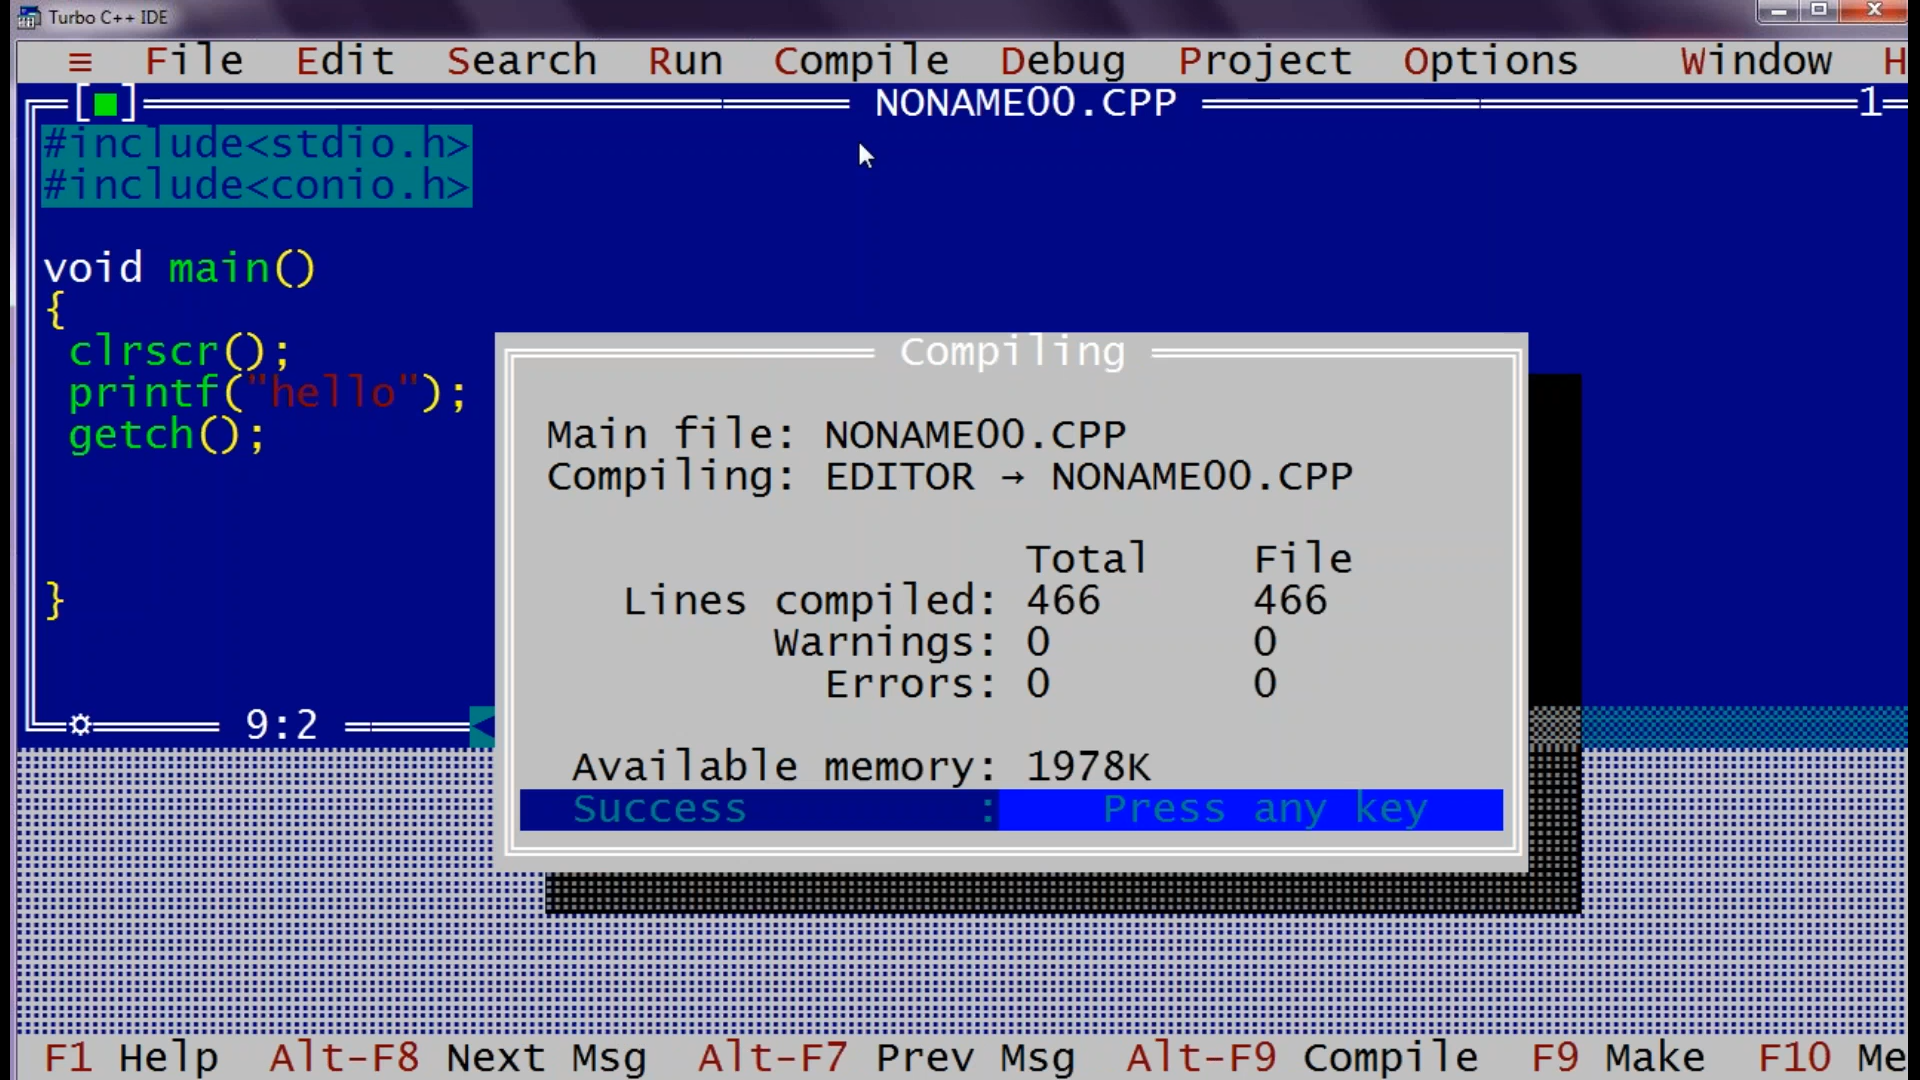 Turbo C++ IDE
≡ File Edit Search Run Compile Debug Project Options Window H
[■] NONAME00.CPP 1
#include<stdio.h>
#include<conio.h>
void main()
{
clrscr();
printf("hello");
getch();
}
9:2
Compiling
Main file: NONAME00.CPP
Compiling: EDITOR → NONAME00.CPP
Total File
Lines compiled: 466 466
Warnings: 0 0
Errors: 0 0
Available memory: 1978K
Success : Press any key
F1 Help Alt-F8 Next Msg Alt-F7 Prev Msg Alt-F9 Compile F9 Make F10 Me